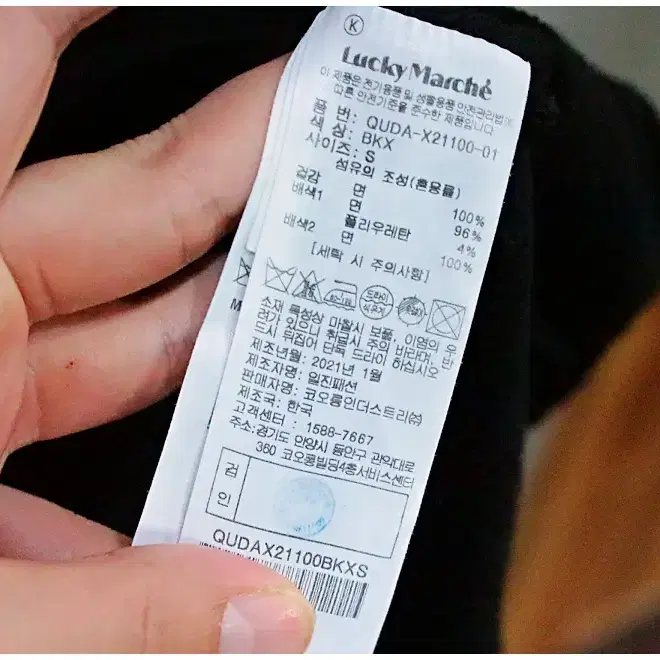 K
Lucky Marché
이 제품은 전기용품 및 생활용품 안전관리법에
따른 안전기준을 준수한 제품입니다
품 번: QUDA-X21100-01
색 상: BKX
사이즈: S
섬유의 조성(혼용률)
겉감 면 100%
배색1 면 96%
폴리우레탄 4%
배색2 면 100%
[세탁 시 주의사항]
드라이
석유계
소재 특성상 마찰시 보풀, 이염의 우
려가 있으니 취급시 주의 바라며, 반
드시 뒤집어 단독 드라이 하십시오
제조년월: 2021년 1월
제조자명: 일진패션
판매자명: 코오롱인더스트리㈜
제조국: 한국
고객센터: 1588-7667
주소:경기도 안양시 동안구 관악대로
360 코오롱빌딩4층서비스센터
검
인
QUDAX21100BKXS